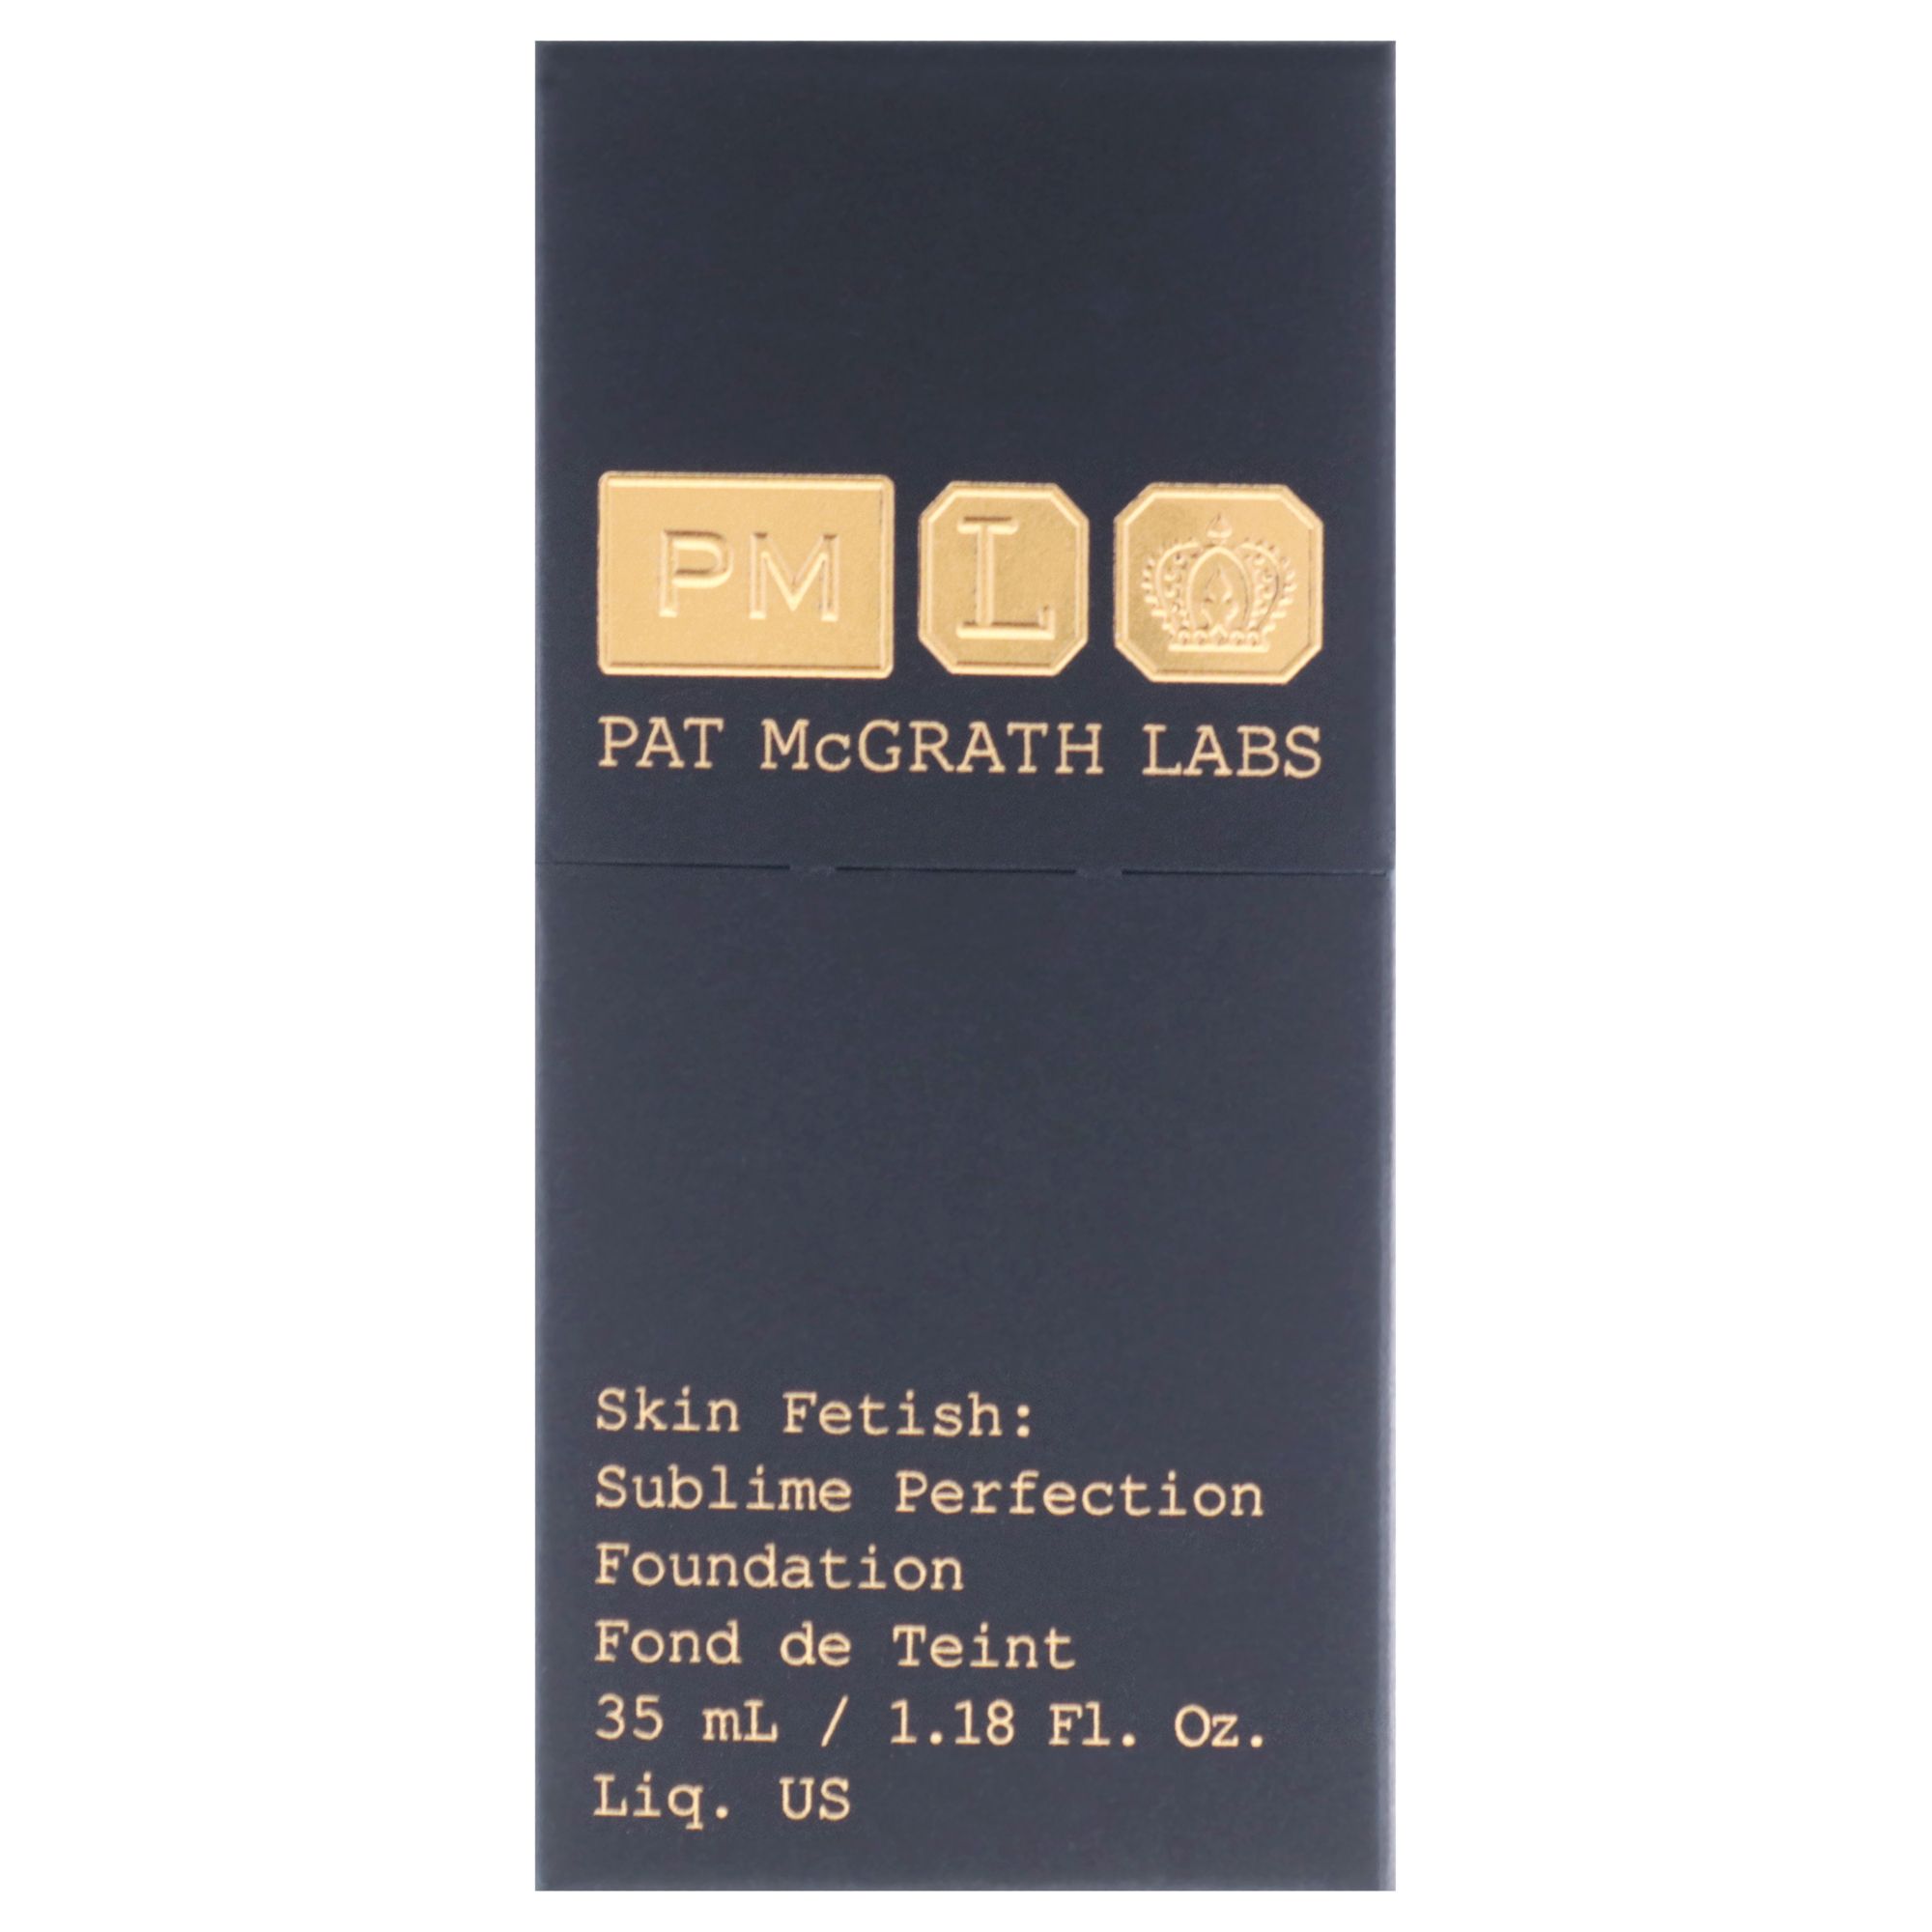 PM L
PAT McGRATH LABS
Skin Fetish:
Sublime Perfection
Foundation
Fond de Teint
35 mL / 1.18 Fl. Oz.
Liq. US